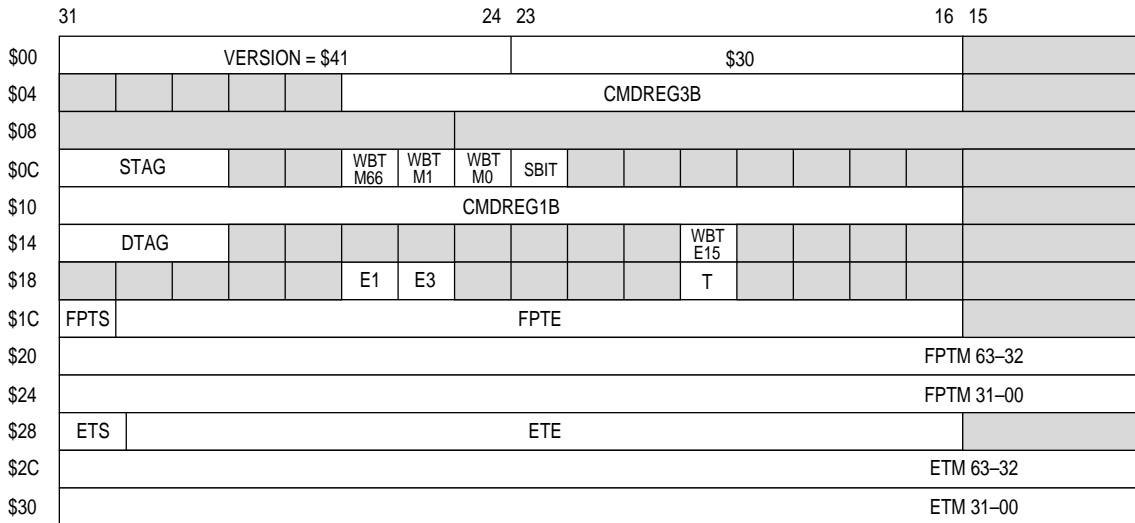 31 24 23 16 15
$00 VERSION = $41 $30
$04 CMDREG3B
$08
$0C STAG WBT M66 WBT M1 WBT M0 SBIT
$10 CMDREG1B
$14 DTAG WBT E15
$18 E1 E3 T
$1C FPTS FPTE
$20 FPTM 63–32
$24 FPTM 31–00
$28 ETS ETE
$2C ETM 63–32
$30 ETM 31–00